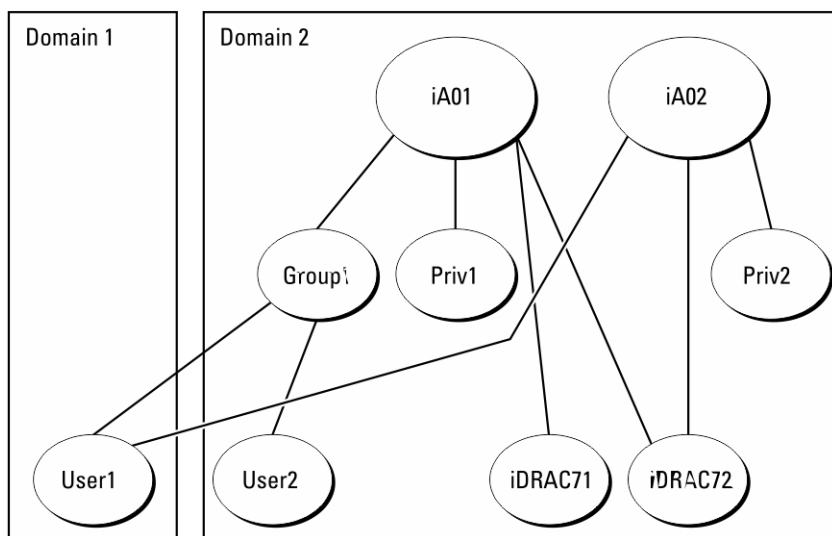 Domain 1
Domain 2
iA01
iA02
Group1
Priv1
Priv2
User1
User2
iDRAC71
iDRAC72